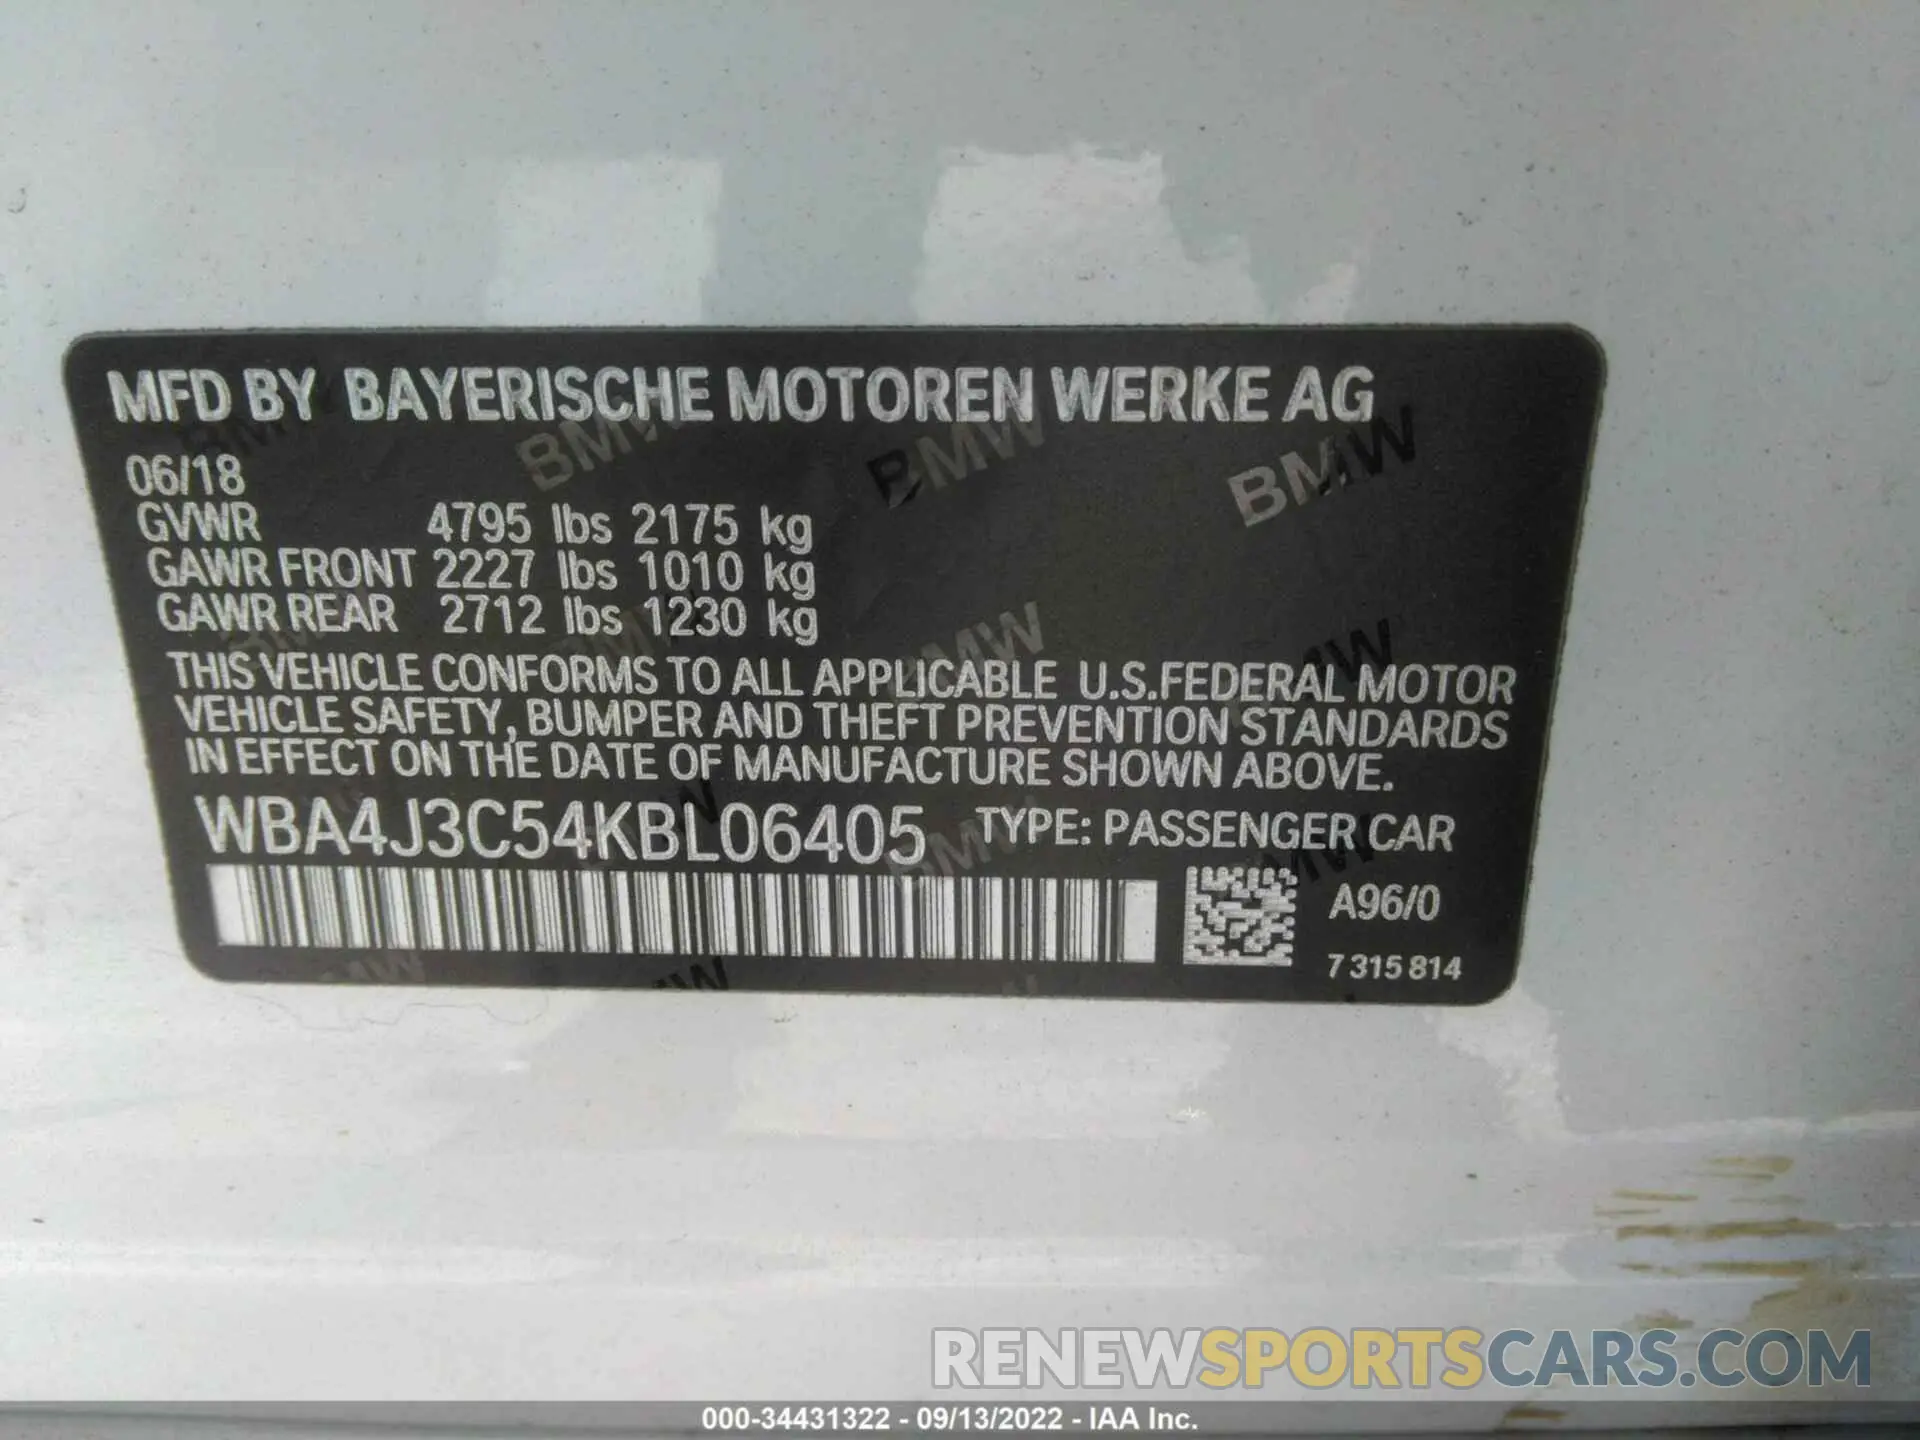 MFD BY BAYERISCHE MOTOREN WERKE AG
06/18
GVWR 4795 lbs 2175 kg
GAWR FRONT 2227 lbs 1010 kg
GAWR REAR 2712 lbs 1230 kg
THIS VEHICLE CONFORMS TO ALL APPLICABLE U.S.FEDERAL MOTOR
VEHICLE SAFETY, BUMPER AND THEFT PREVENTION STANDARDS
IN EFFECT ON THE DATE OF MANUFACTURE SHOWN ABOVE.
WBA4J3C54KBL06405 TYPE: PASSENGER CAR
A96/0
7 315 814
RENEWSPORTSCARS.COM
000-34431322 - 09/13/2022 - IAA Inc.